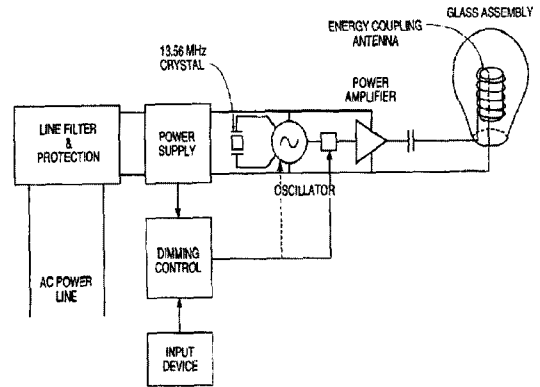 GLASS ASSEMBLY
ENERGY COUPLING
ANTENNA
13.56 MHz
CRYSTAL
POWER
AMPLIFIER
LINE FILTER
&
PROTECTION
POWER
SUPPLY
OSCILLATOR
DIMMING
CONTROL
AC POWER
LINE
INPUT
DEVICE